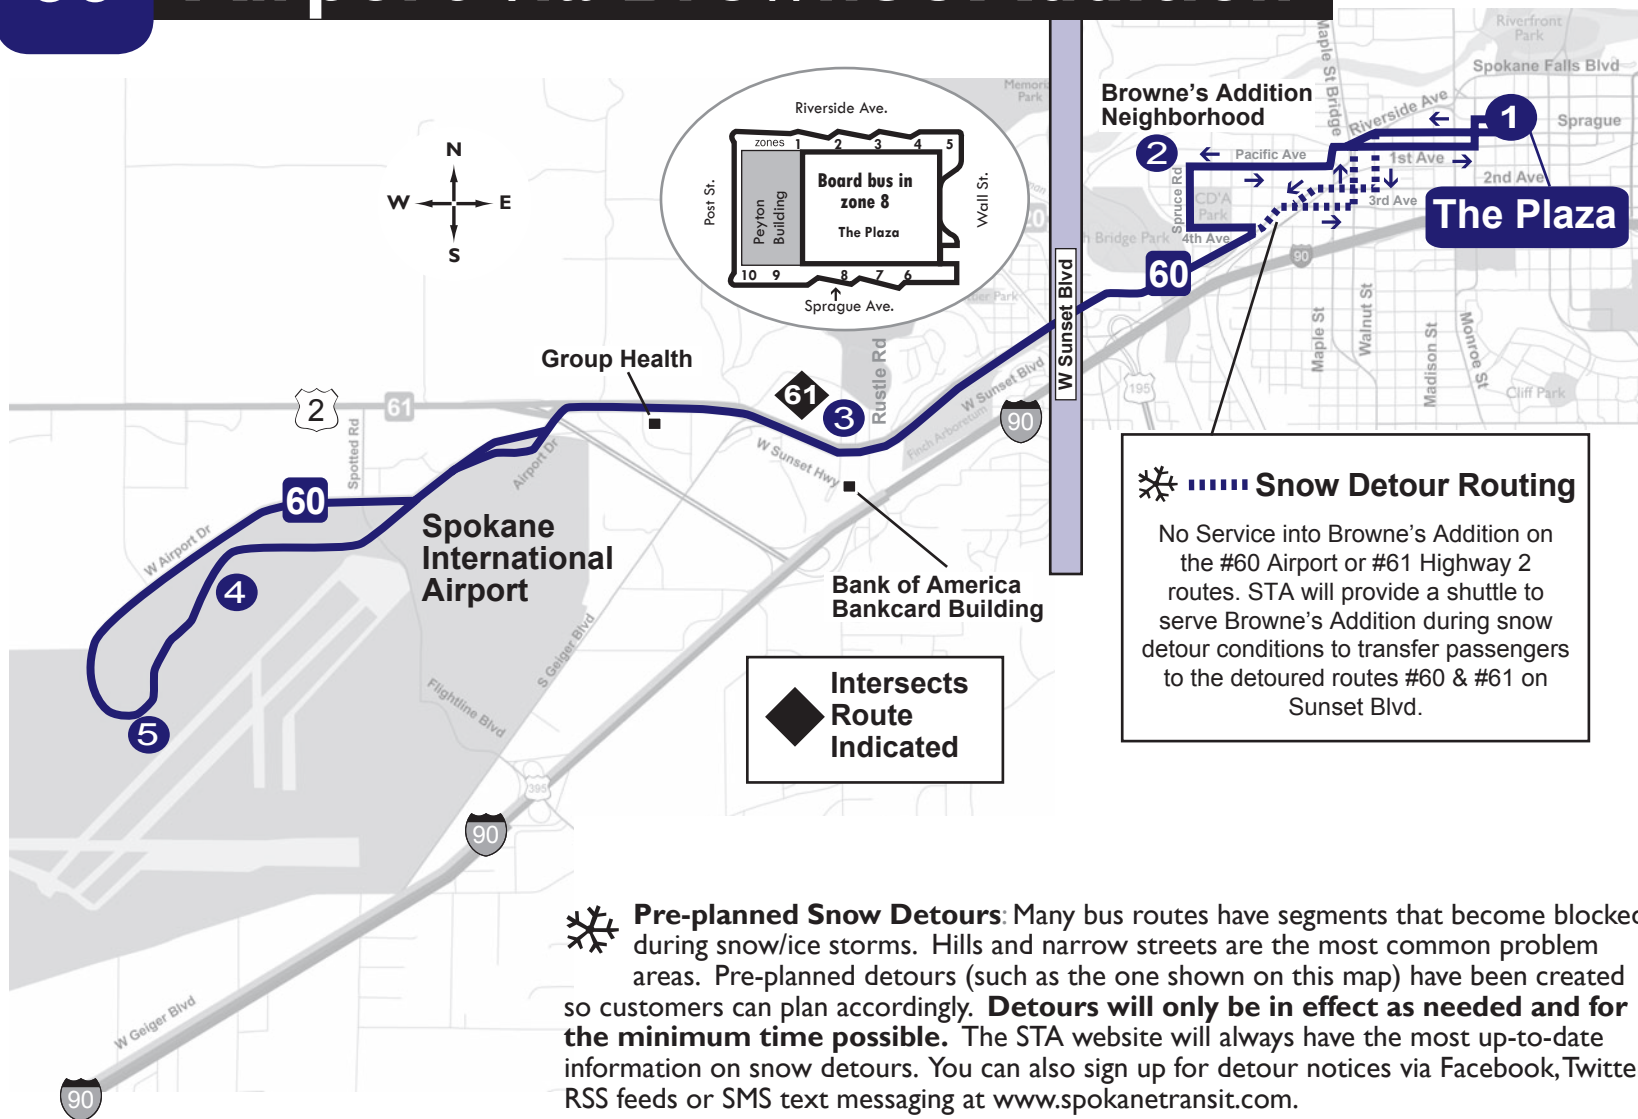 60 Airport via Browne's Addition
Riverfront
Park
Spokane Falls Blvd
Maple St Bridge
Riverside Ave
Sprague
1
Browne's Addition
Neighborhood
2
Pacific Ave
1st Ave
2nd Ave
3rd Ave
The Plaza
Spruce Rd
CD'A
Park
4th Ave
90
60
Maple St
Walnut St
Madison St
Monroe St
Cliff Park
195
Park
W Sunset Blvd
Riverside Ave.
zones 1 2 3 4 5
Post St.
Peyton
Building
Board bus in
zone 8
The Plaza
Wall St.
10 9 8 7 6
Sprague Ave.
N
W E
S
Group Health
2
61
61
3
Rustle Rd
W Sunset Blvd
Finch Arboretum
90
W Sunset Hwy
Spotted Rd
Airport Dr
60
W Airport Dr
Spokane
International
Airport
4
5
Bank of America
Bankcard Building
S Geiger Blvd
Flightline Blvd
395
90
W Geiger Blvd
90
Intersects
Route
Indicated
Snow Detour Routing
No Service into Browne's Addition on
the #60 Airport or #61 Highway 2
routes. STA will provide a shuttle to
serve Browne's Addition during snow
detour conditions to transfer passengers
to the detoured routes #60 & #61 on
Sunset Blvd.
Pre-planned Snow Detours: Many bus routes have segments that become blocked
during snow/ice storms. Hills and narrow streets are the most common problem
areas. Pre-planned detours (such as the one shown on this map) have been created
so customers can plan accordingly. Detours will only be in effect as needed and for
the minimum time possible. The STA website will always have the most up-to-date
information on snow detours. You can also sign up for detour notices via Facebook, Twitte
RSS feeds or SMS text messaging at www.spokanetransit.com.